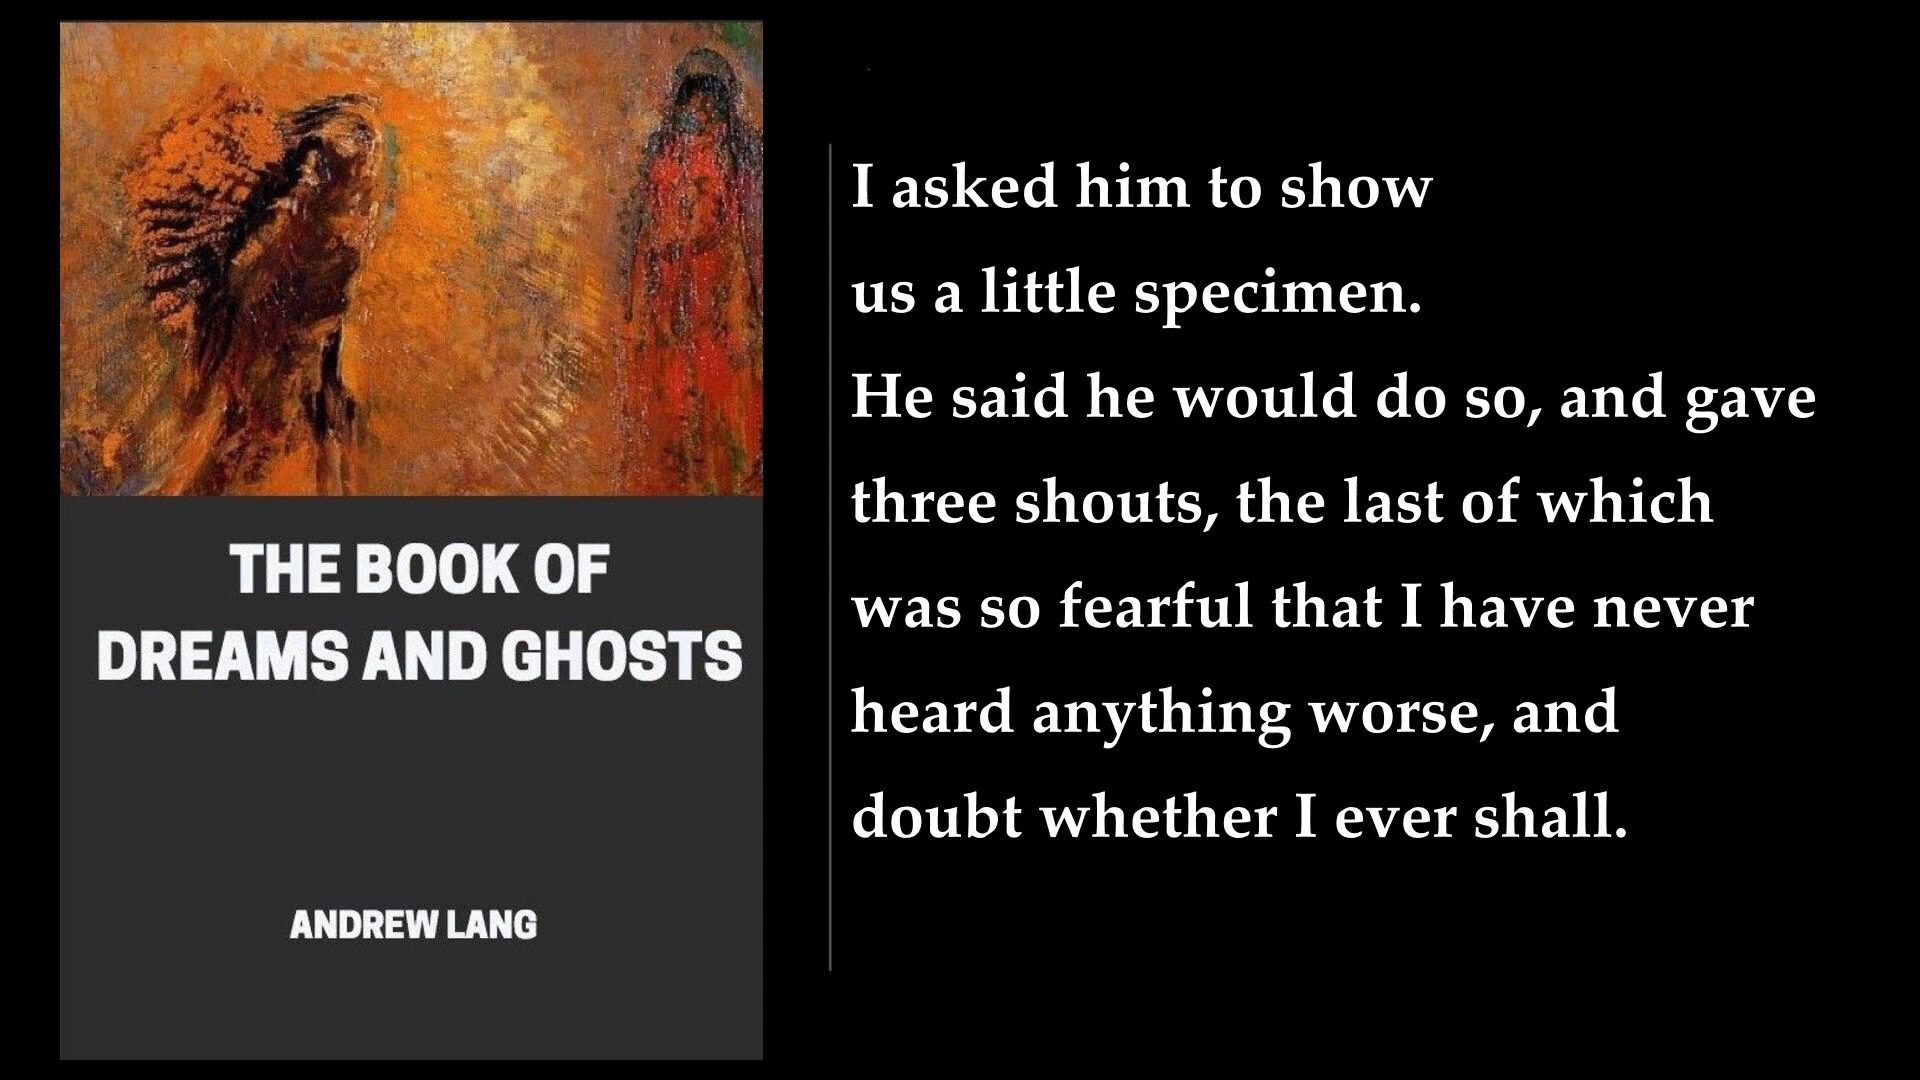 THE BOOK OF
DREAMS AND GHOSTS
ANDREW LANG
I asked him to show
us a little specimen.
He said he would do so, and gave
three shouts, the last of which
was so fearful that I have never
heard anything worse, and
doubt whether I ever shall.